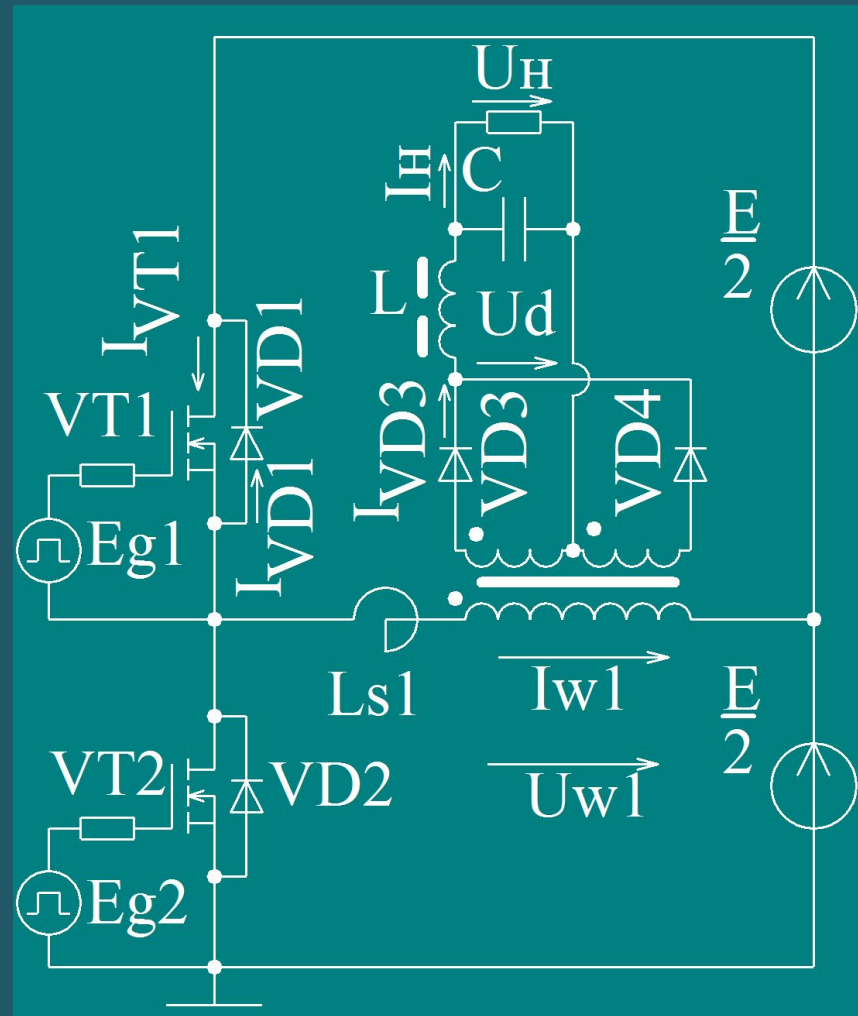 Uн
Iн
C
E
2
IVT1
VD1
L
Ud
VT1
IVD3
VD3
VD4
Eg1
IVD1
Ls1
Iw1
E
2
VT2
VD2
Uw1
Eg2